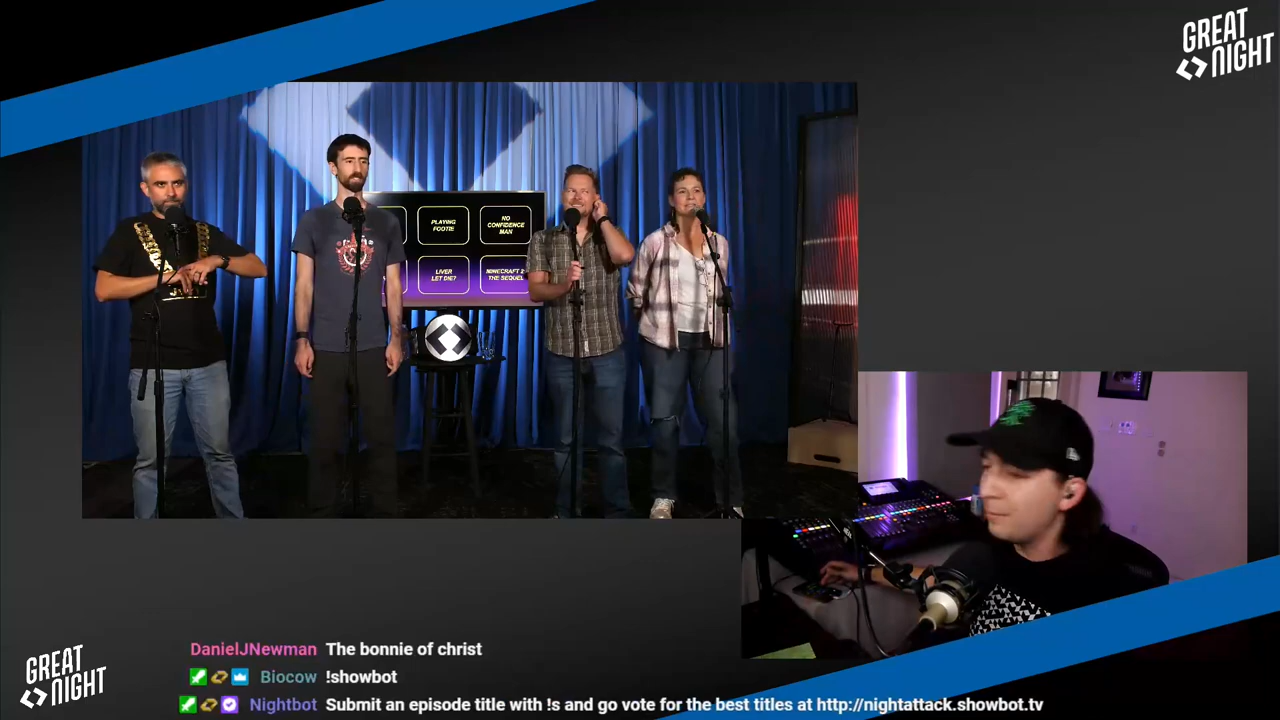 GREAT
NIGHT
PLAYING
FOOTIE
NO
CONFIDENCE
MAN
LIVER
LET DIE?
MINECRAFT 2:
THE SEQUEL
GREAT
NIGHT
DanielJNewman The bonnie of christ
Biocow !showbot
Nightbot Submit an episode title with !s and go vote for the best titles at http://nightattack.showbot.tv